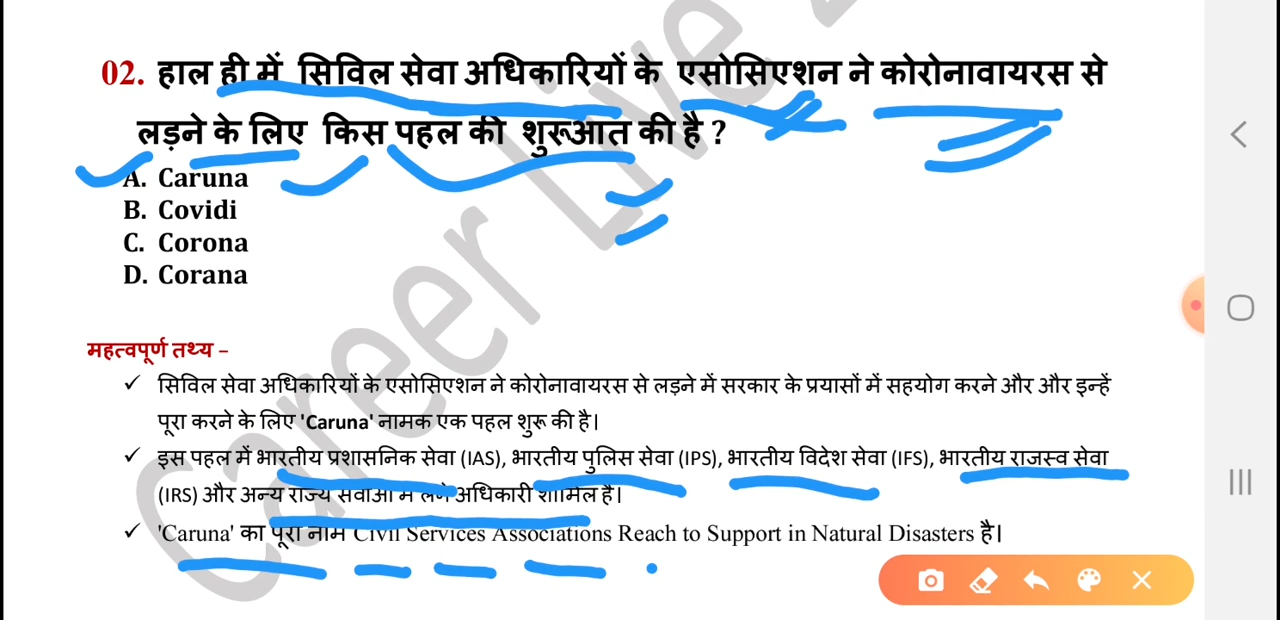 02. हाल ही में सिविल सेवा अधिकारियों के एसोसिएशन ने कोरोनावायरस से
लड़ने के लिए किस पहल की शुरूआत की है ?
A. Caruna
B. Covidi
C. Corona
D. Corana
महत्वपूर्ण तथ्य –
✓ सिविल सेवा अधिकारियों के एसोसिएशन ने कोरोनावायरस से लड़ने में सरकार के प्रयासों में सहयोग करने और और इन्हें
पूरा करने के लिए 'Caruna' नामक एक पहल शुरू की है।
✓ इस पहल में भारतीय प्रशासनिक सेवा (IAS), भारतीय पुलिस सेवा (IPS), भारतीय विदेश सेवा (IFS), भारतीय राजस्व सेवा
(IRS) और अन्य राज्य सेवाओं में लगे अधिकारी शामिल है।
✓ 'Caruna' का पूरा नाम Civil Services Associations Reach to Support in Natural Disasters है।
Career Live